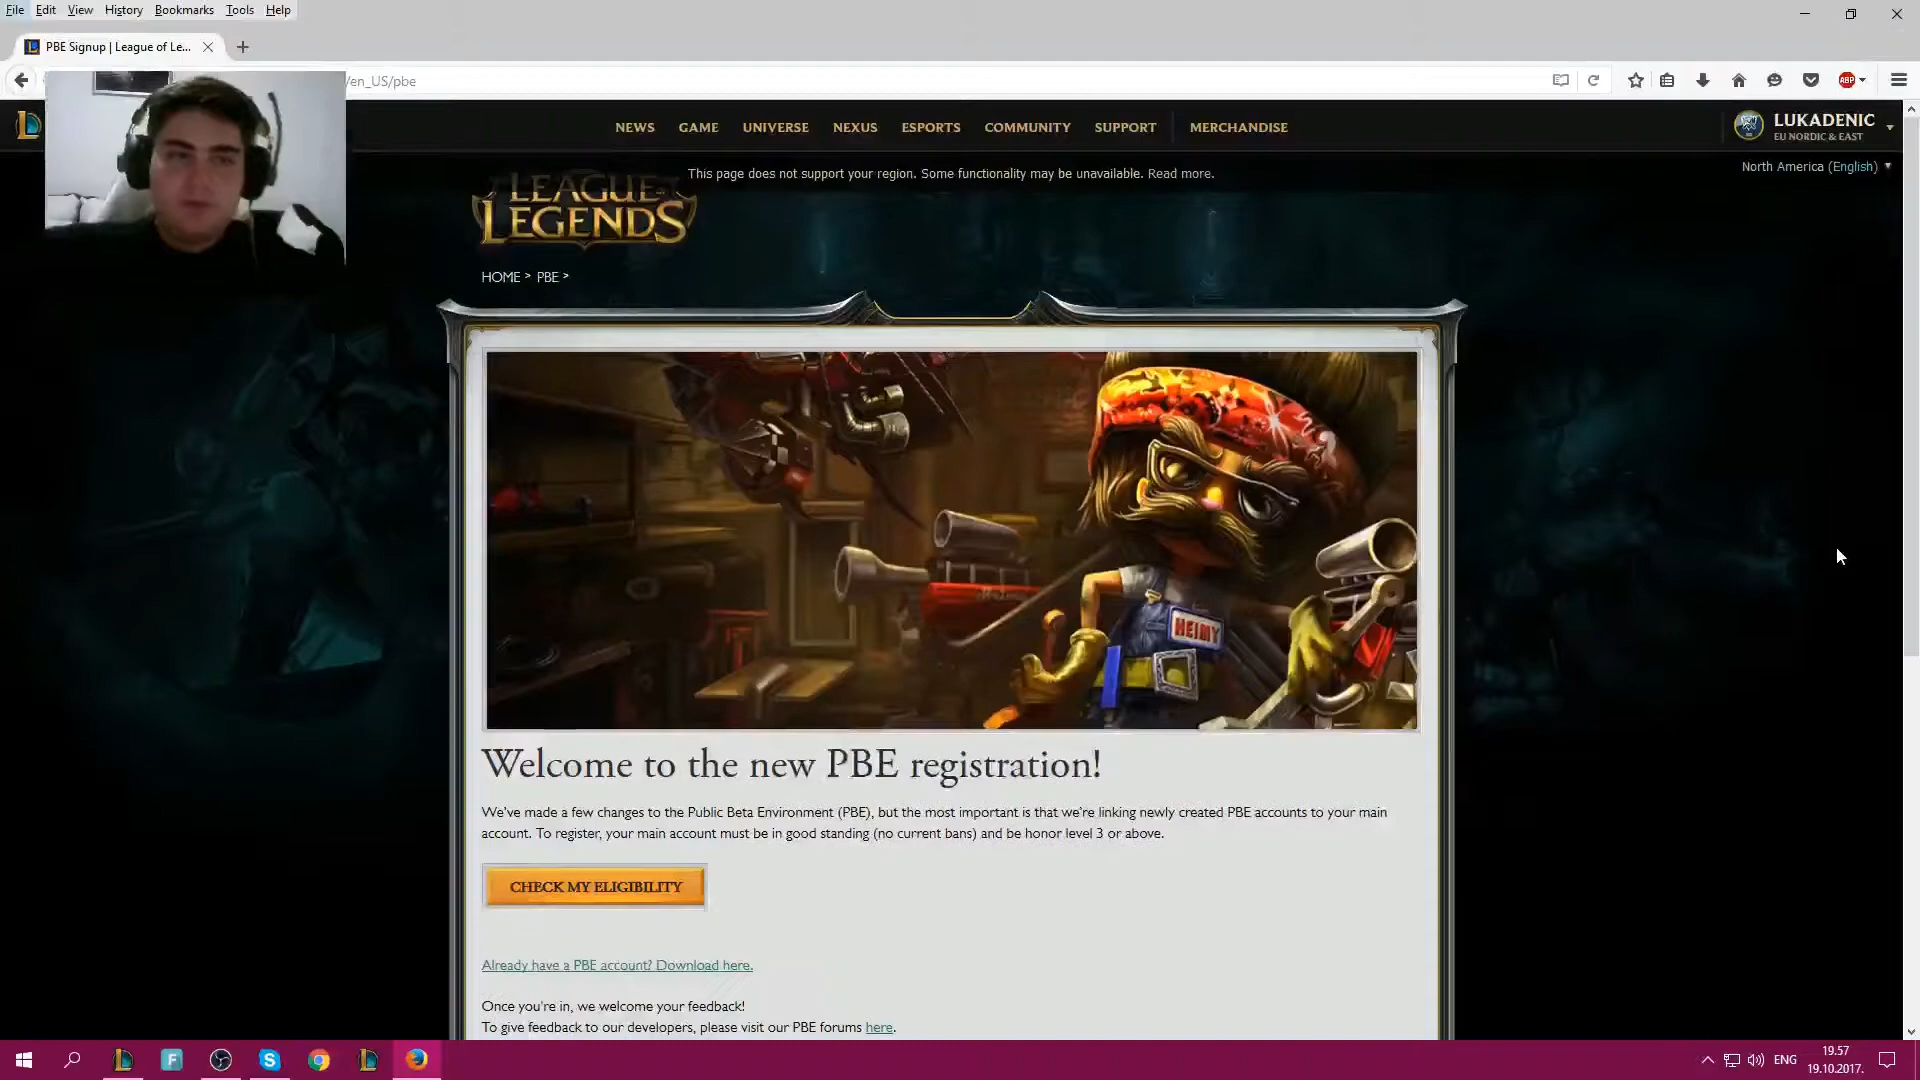 File Edit View History Bookmarks Tools Help
PBE Signup | League of Le...
/en_US/pbe
ABP
NEWS GAME UNIVERSE NEXUS ESPORTS COMMUNITY SUPPORT MERCHANDISE
LUKADENIC
EU NORDIC & EAST
North America (English)
This page does not support your region. Some functionality may be unavailable. Read more.
LEAGUE
LEGENDS
HOME > PBE >
HEIMY
Welcome to the new PBE registration!
We've made a few changes to the Public Beta Environment (PBE), but the most important is that we're linking newly created PBE accounts to your main
account. To register, your main account must be in good standing (no current bans) and be honor level 3 or above.
CHECK MY ELIGIBILITY
Already have a PBE account? Download here.
Once you're in, we welcome your feedback!
To give feedback to our developers, please visit our PBE forums here.
F
ENG
19.57
19.10.2017.